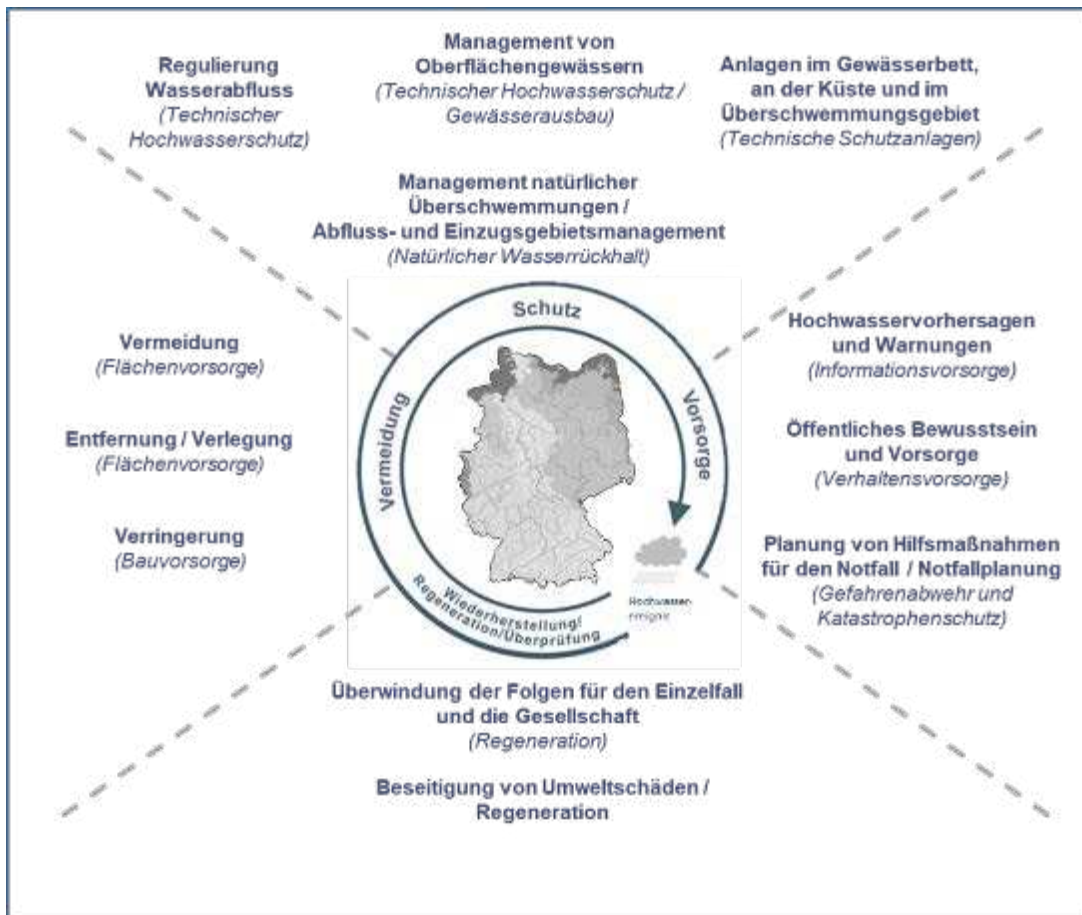 Regulierung
Wasserabfluss
(Technischer
Hochwasserschutz)
Management von
Oberflächengewässern
(Technischer Hochwasserschutz /
Gewässerausbau)
Anlagen im Gewässerbett,
an der Küste und im
Überschwemmungsgebiet
(Technische Schutzanlagen)
Management natürlicher
Überschwemmungen /
Abfluss- und Einzugsgebietsmanagement
(Natürlicher Wasserrückhalt)
Schutz
Vermeidung
(Flächenvorsorge)
Entfernung / Verlegung
(Flächenvorsorge)
Verringerung
(Bauvorsorge)
Vermeidung
Vorsorge
Hochwasservorhersagen
und Warnungen
(Informationsvorsorge)
Öffentliches Bewusstsein
und Vorsorge
(Verhaltensvorsorge)
Planung von Hilfsmaßnahmen
für den Notfall / Notfallplanung
(Gefahrenabwehr und
Katastrophenschutz)
Wiederherstellung/
Regeneration/Überprüfung
Hochwasser-
ereignis
Überwindung der Folgen für den Einzelfall
und die Gesellschaft
(Regeneration)
Beseitigung von Umweltschäden /
Regeneration